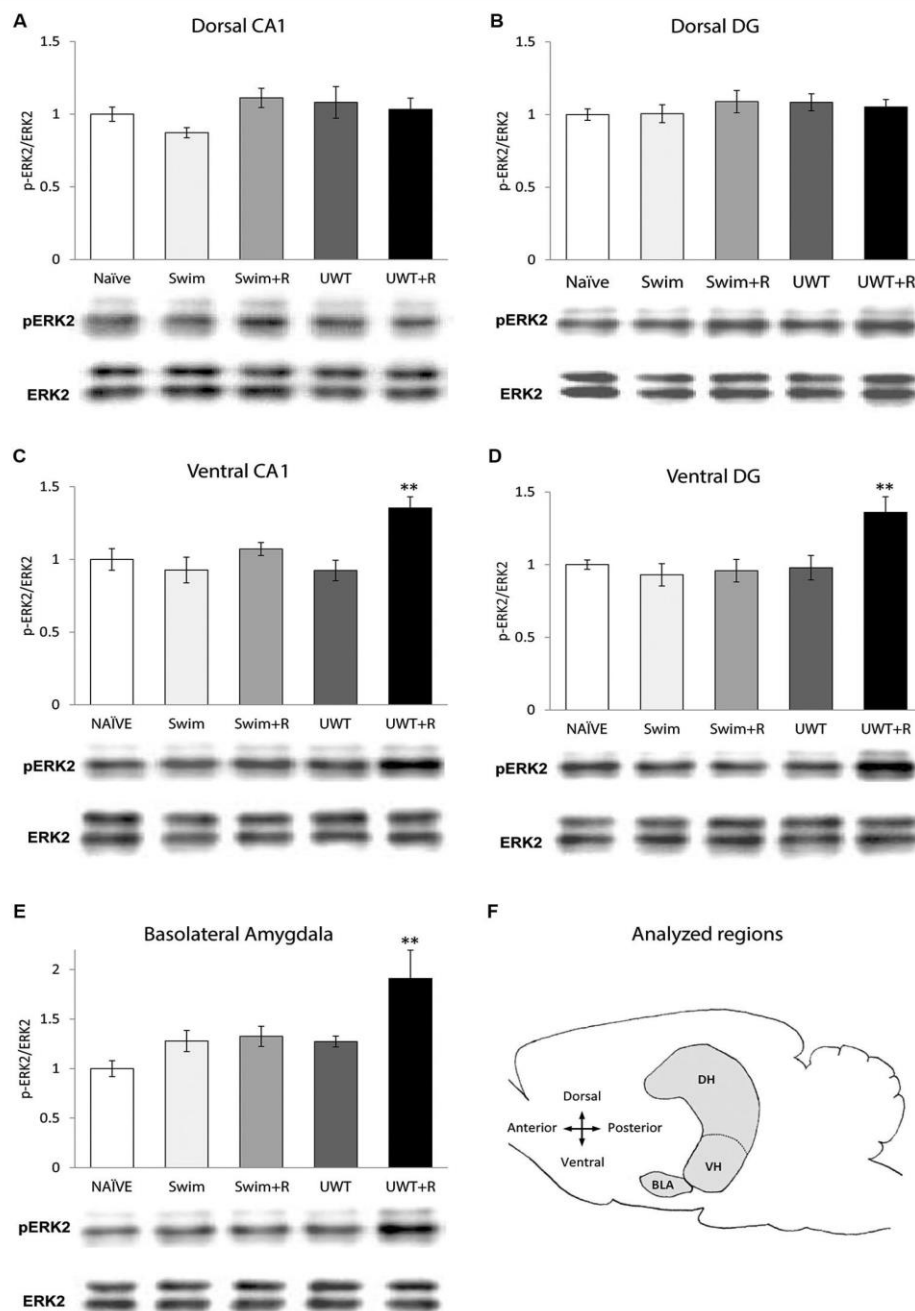 A
Dorsal CA1
1.5
1
0.5
0
p-ERK2/ERK2
Naïve Swim Swim+R UWT UWT+R
pERK2
ERK2
B
Dorsal DG
1.5
1
0.5
0
p-ERK2/ERK2
Naïve Swim Swim+R UWT UWT+R
pERK2
ERK2
C
Ventral CA1
**
1.5
1
0.5
0
p-ERK2/ERK2
NAÏVE Swim Swim+R UWT UWT+R
pERK2
ERK2
D
Ventral DG
**
1.5
1
0.5
0
p-ERK2/ERK2
NAÏVE Swim Swim+R UWT UWT+R
pERK2
ERK2
E
Basolateral Amygdala
**
2
1.5
1
0.5
0
p-ERK2/ERK2
NAÏVE Swim Swim+R UWT UWT+R
pERK2
ERK2
F
Analyzed regions
DH
Dorsal
Anterior Posterior
Ventral
VH
BLA